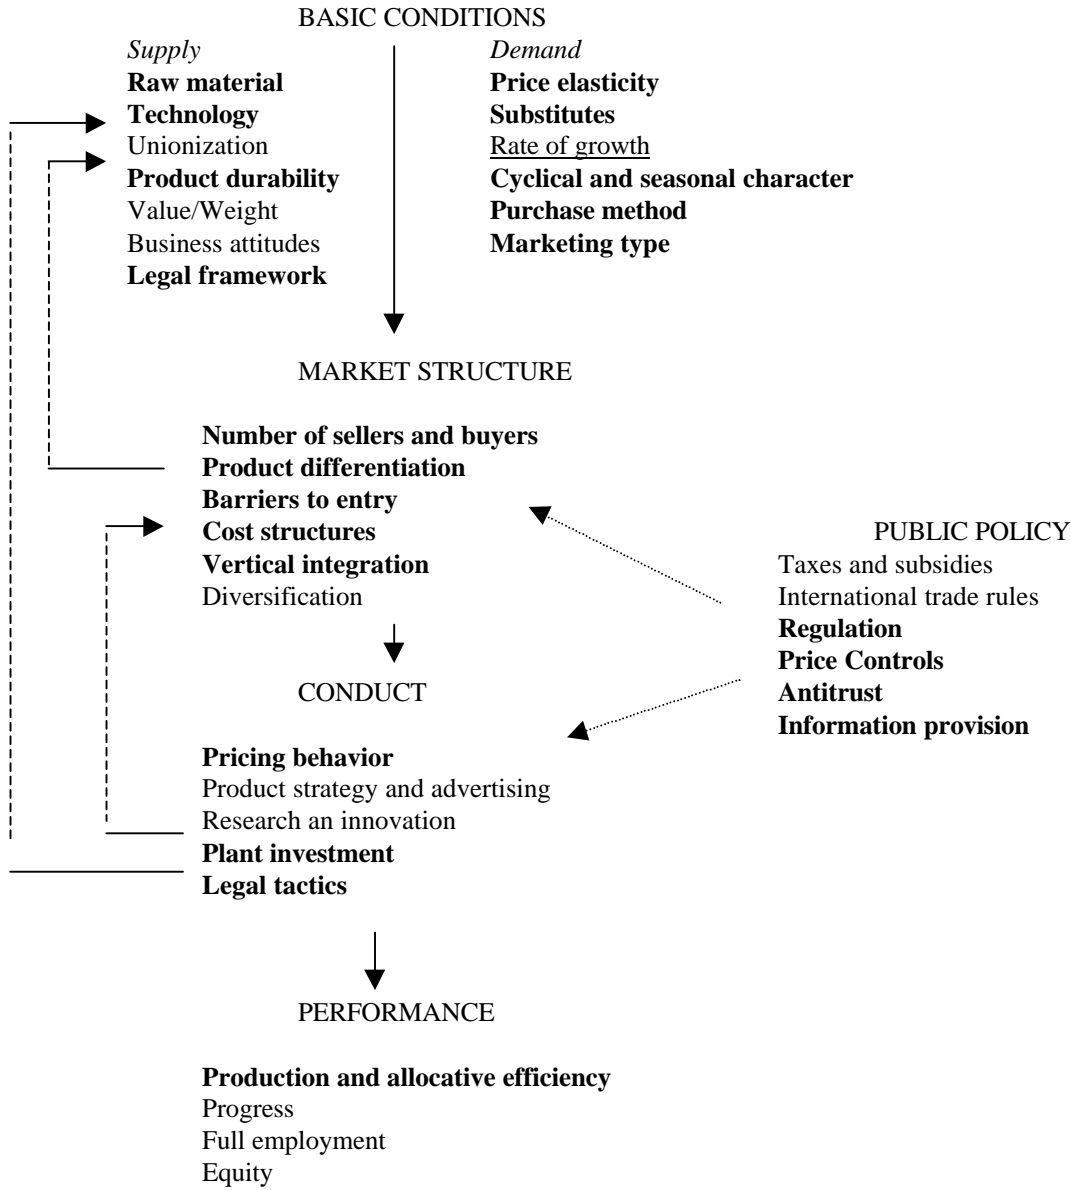 BASIC CONDITIONS
Supply
Raw material
Technology
Unionization
Product durability
Value/Weight
Business attitudes
Legal framework
Demand
Price elasticity
Substitutes
Rate of growth
Cyclical and seasonal character
Purchase method
Marketing type
MARKET STRUCTURE
Number of sellers and buyers
Product differentiation
Barriers to entry
Cost structures
Vertical integration
Diversification
PUBLIC POLICY
Taxes and subsidies
International trade rules
Regulation
Price Controls
Antitrust
Information provision
CONDUCT
Pricing behavior
Product strategy and advertising
Research an innovation
Plant investment
Legal tactics
PERFORMANCE
Production and allocative efficiency
Progress
Full employment
Equity